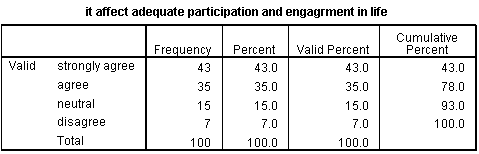 it affect adequate participation and engagrment in life
Frequency Percent Valid Percent Cumulative Percent
Valid strongly agree 43 43.0 43.0 43.0
agree 35 35.0 35.0 78.0
neutral 15 15.0 15.0 93.0
disagree 7 7.0 7.0 100.0
Total 100 100.0 100.0